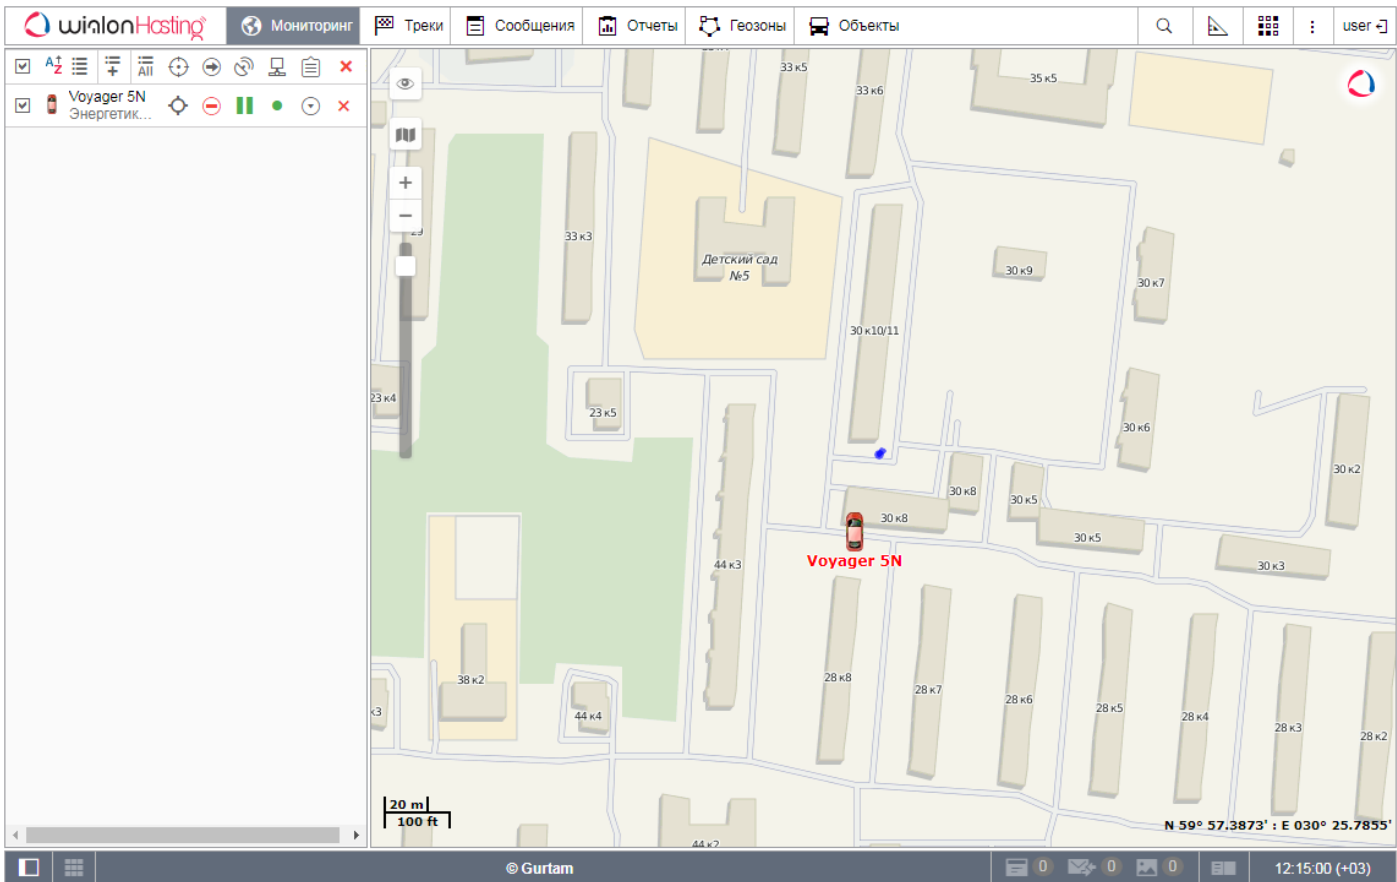 wialonHosting
Мониторинг
Треки
Сообщения
Отчеты
Геозоны
Объекты
user
All
Voyager 5N
Энергетик...
33 к5
33 к6
35 к5
29
33 к3
Детский сад
№5
30 к9
30 к7
30 к10/11
23 к4
23 к5
30 к6
30 к2
30 к8
30 к5
30 к8
30 к5
30 к3
Voyager 5N
44 к3
38 к2
28 к8
28 к7
28 к6
28 к5
28 к4
28 к3
28 к2
к3
44 к4
44 к2
20 m
100 ft
N 59° 57.3873' : E 030° 25.7855'
© Gurtam
0
0
0
12:15:00 (+03)